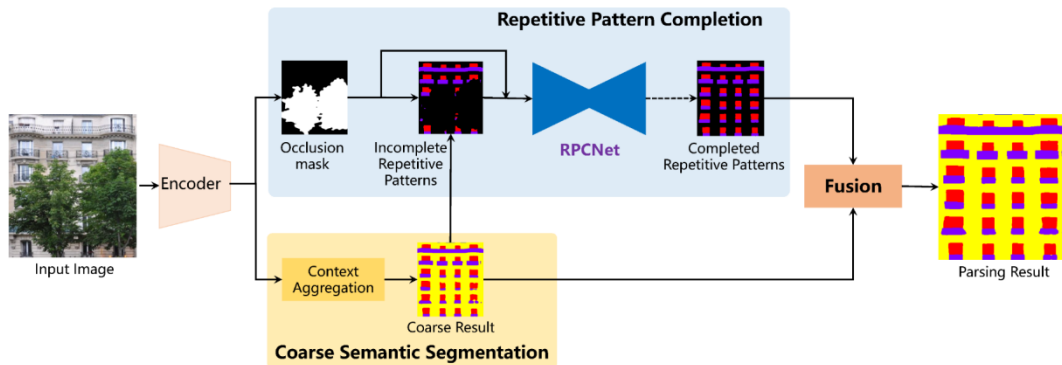 Repetitive Pattern Completion
Occlusion
mask
Incomplete
Repetitive
Patterns
RPCNet
Completed
Repetitive Patterns
Encoder
Input Image
Fusion
Parsing Result
Context
Aggregation
Coarse Result
Coarse Semantic Segmentation